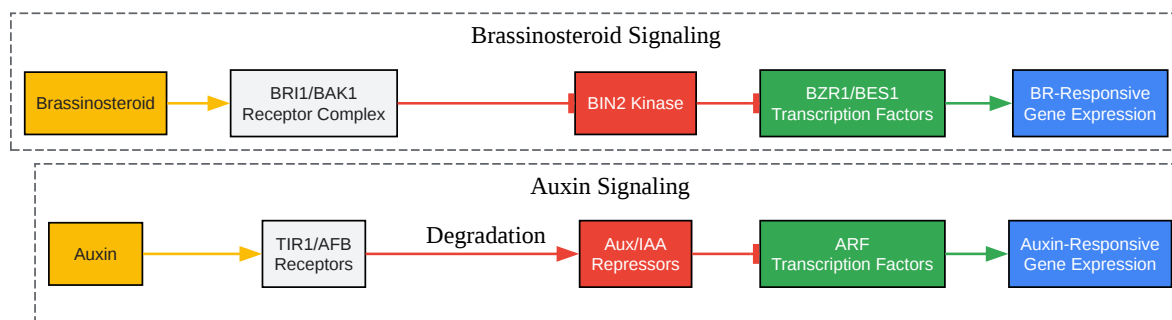 Brassinosteroid Signaling
Brassinosteroid
BRI1/BAK1
Receptor Complex
BIN2 Kinase
BZR1/BES1
Transcription Factors
BR-Responsive
Gene Expression
Auxin Signaling
Auxin
TIR1/AFB
Receptors
Degradation
Aux/IAA
Repressors
ARF
Transcription Factors
Auxin-Responsive
Gene Expression